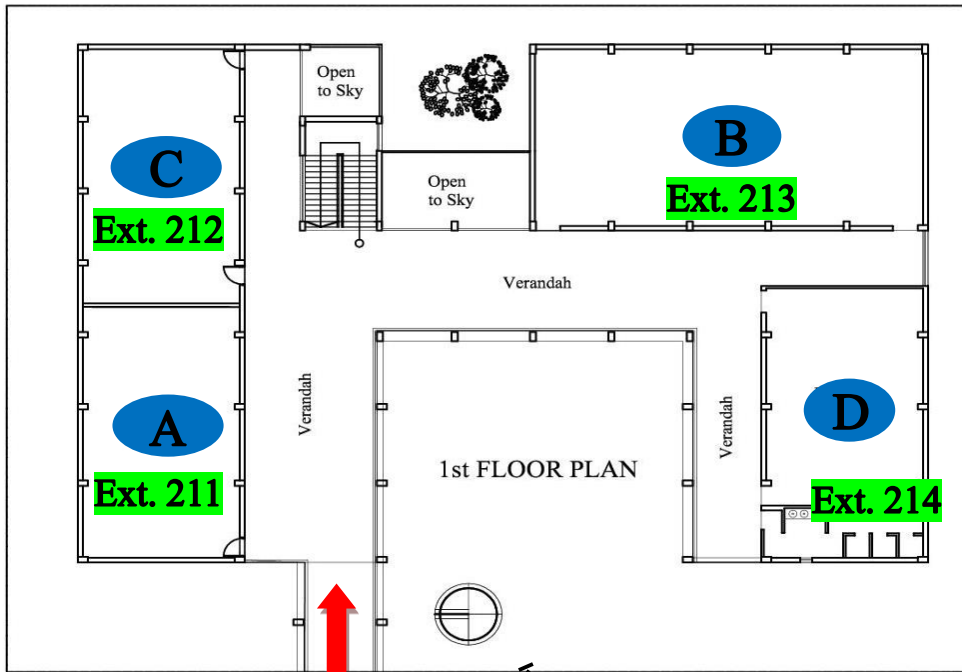 Open
to Sky
B
C
Open
to Sky
Ext. 213
Ext. 212
Verandah
Verandah
A
D
Verandah
1st FLOOR PLAN
Ext. 211
Ext. 214